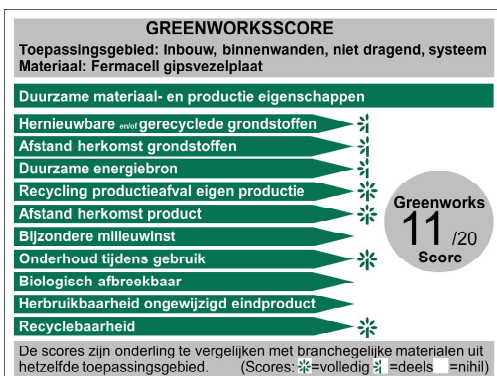 GREENWORKSSCORE
Toepassingsgebied: Inbouw, binnenwanden, niet dragend, systeem
Materiaal: Fermacell gipsvezelplaat
Duurzame materiaal- en productie eigenschappen
Hernieuwbare en/of gerecyclede grondstoffen
Afstand herkomst grondstoffen
Duurzame energiebron
Recycling productieafval eigen productie
Afstand herkomst product
Bijzondere milieuwinst
Onderhoud tijdens gebruik
Biologisch afbreekbaar
Herbruikbaarheid ongewijzigd eindproduct
Recyclebaarheid
Greenworks
11 /20
Score
De scores zijn onderling te vergelijken met branchegelijke materialen uit
hetzelfde toepassingsgebied. (Scores: =volledig =deels =nihil)